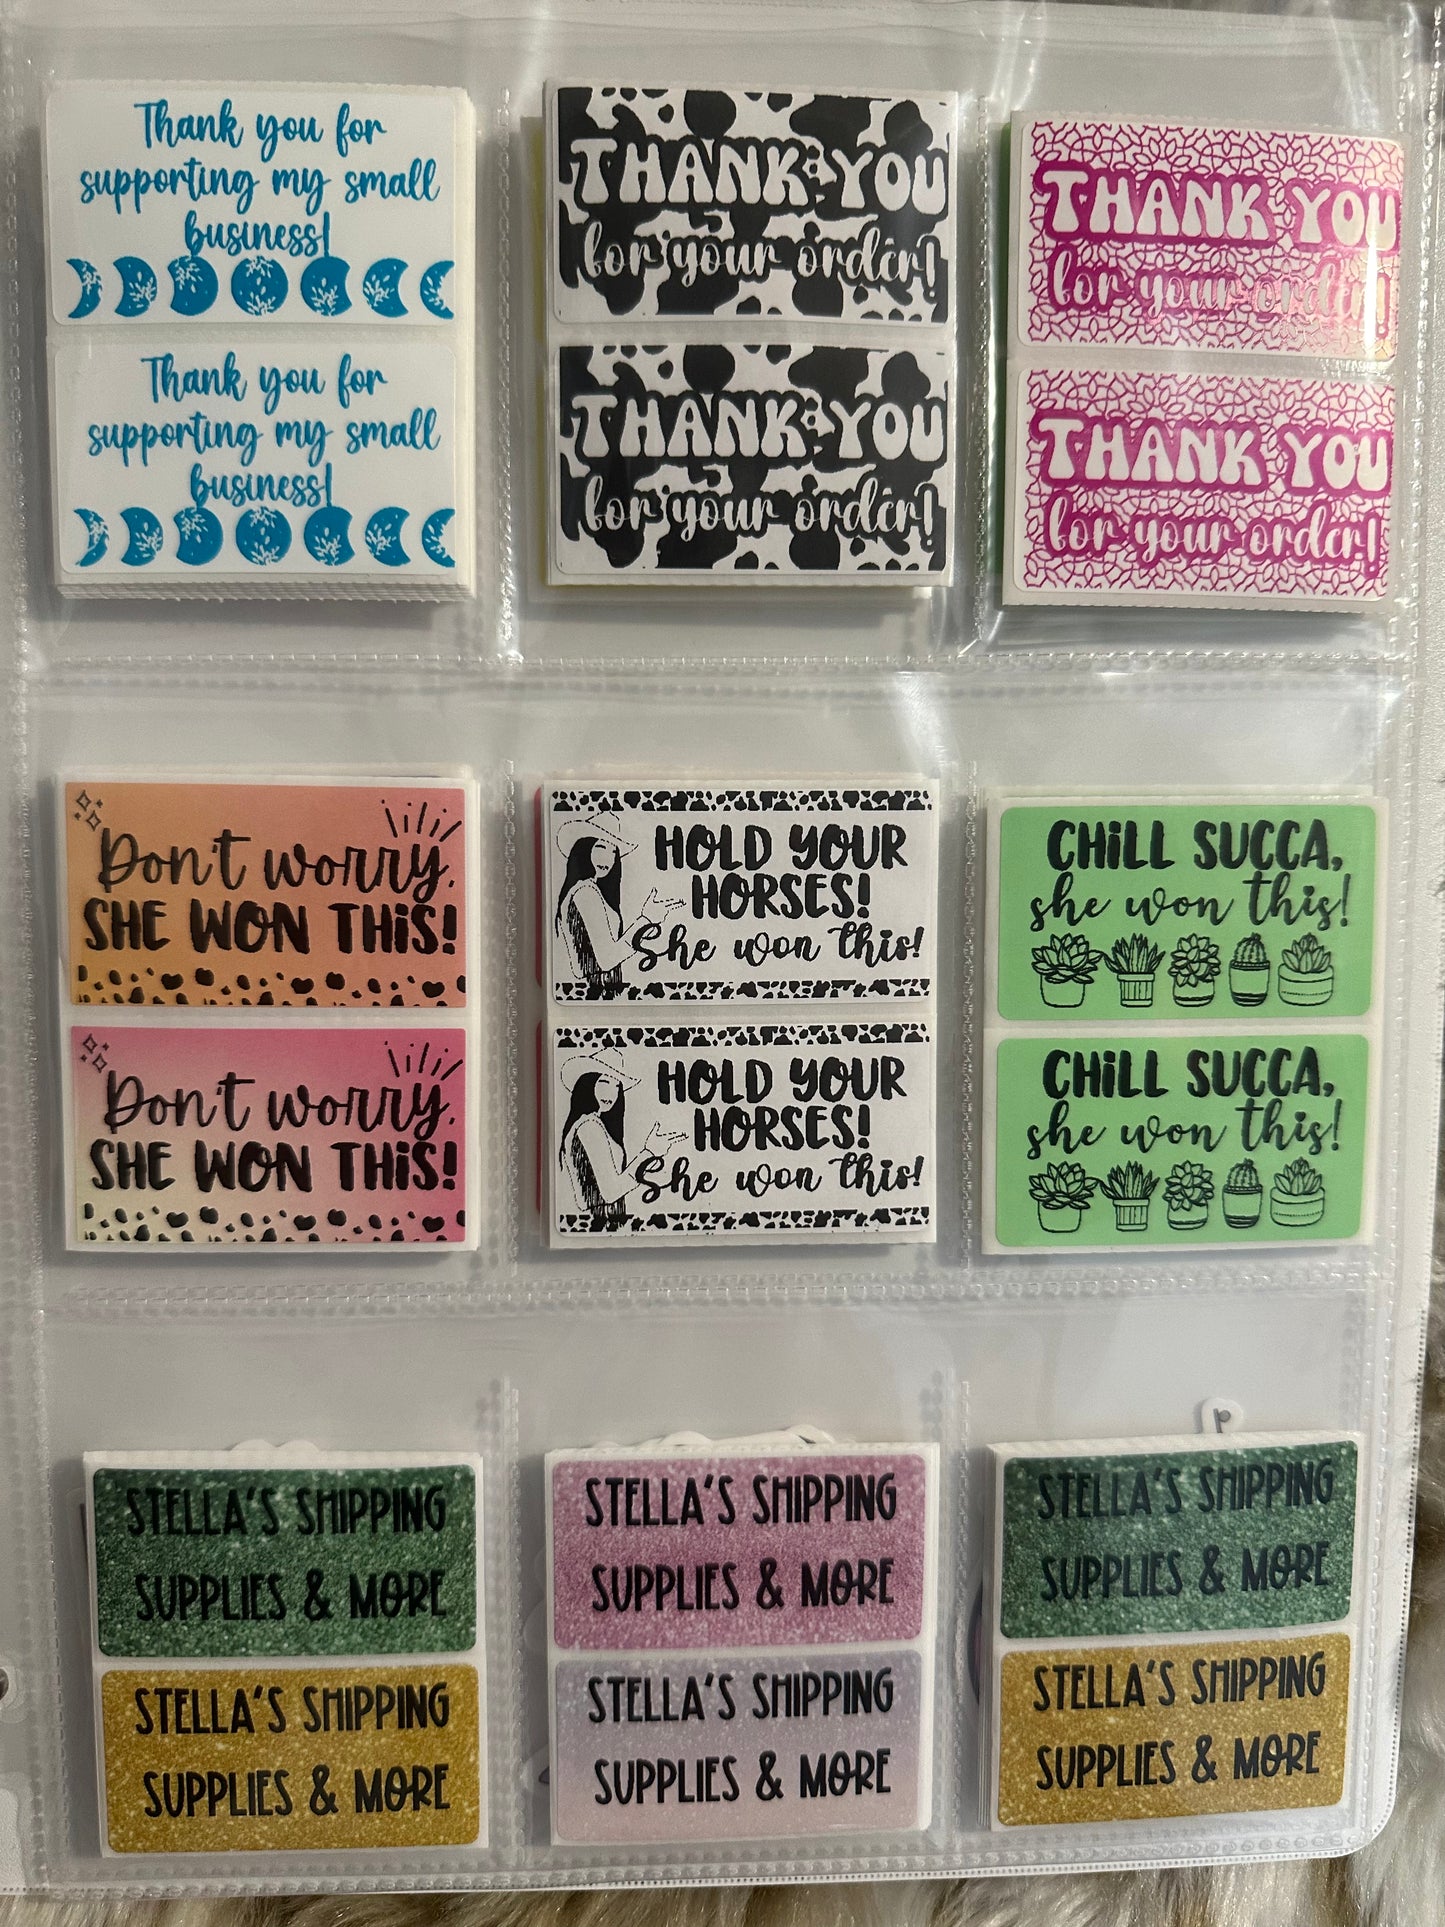 Thank you for
supporting my small
business!
Thank you for
supporting my small
business!
THANK YOU
for your order!
THANK YOU
for your order!
THANK YOU
for your order!
THANK YOU
for your order!
Don't worry,
SHE WON THIS!
Don't worry,
SHE WON THIS!
HOLD YOUR
HORSES!
She won this!
HOLD YOUR
HORSES!
She won this!
CHiLL SUCCA,
she won this!
CHiLL SUCCA,
she won this!
STELLA'S SHIPPING
SUPPLIES & MORE
STELLA'S SHIPPING
SUPPLIES & MORE
STELLA'S SHIPPING
SUPPLIES & MORE
STELLA'S SHIPPING
SUPPLIES & MORE
STELLA'S SHIPPING
SUPPLIES & MORE
STELLA'S SHIPPING
SUPPLIES & MORE